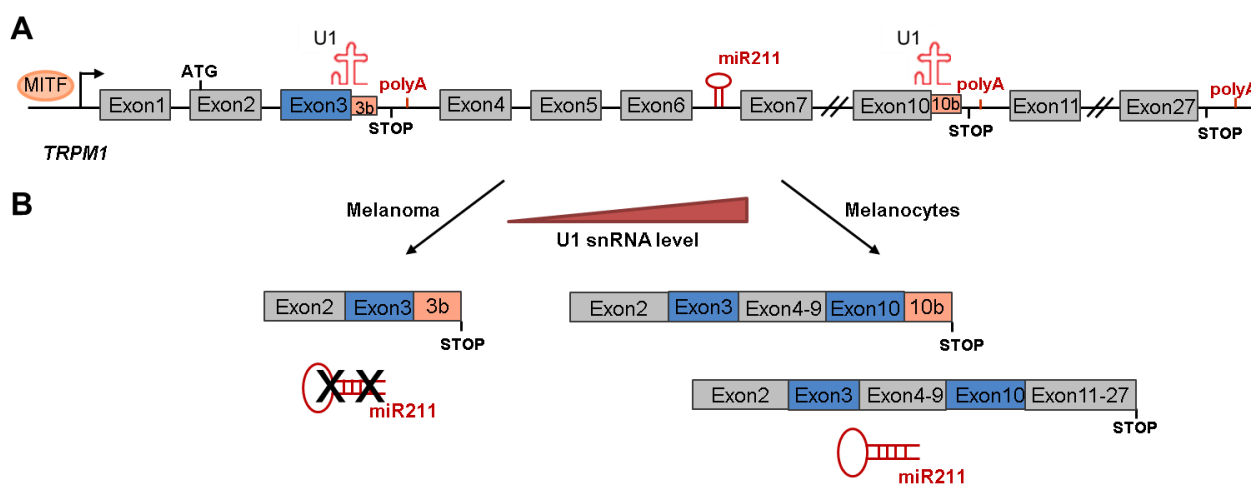 A
U1
U1
miR211
MITF
ATG
polyA
polyA
polyA
Exon1
Exon2
Exon3
3b
Exon4
Exon5
Exon6
Exon7
Exon10
10b
Exon11
Exon27
STOP
STOP
STOP
TRPM1
B
Melanoma
Melanocytes
U1 snRNA level
Exon2
Exon3
3b
Exon2
Exon3
Exon4-9
Exon10
10b
STOP
STOP
miR211
Exon2
Exon3
Exon4-9
Exon10
Exon11-27
STOP
miR211